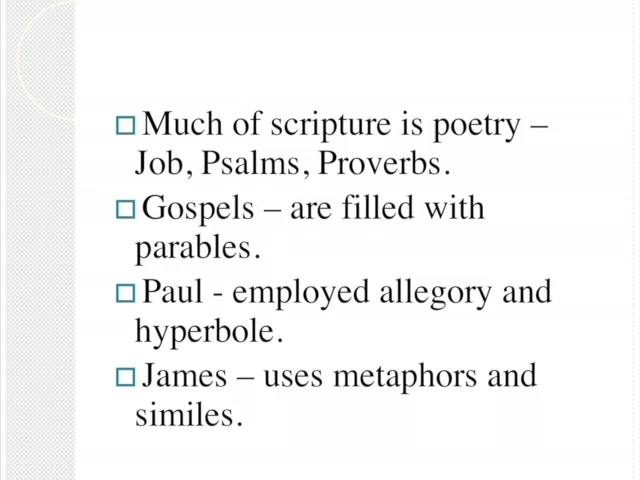 Much of scripture is poetry –
Job, Psalms, Proverbs.
Gospels – are filled with
parables.
Paul - employed allegory and
hyperbole.
James – uses metaphors and
similes.